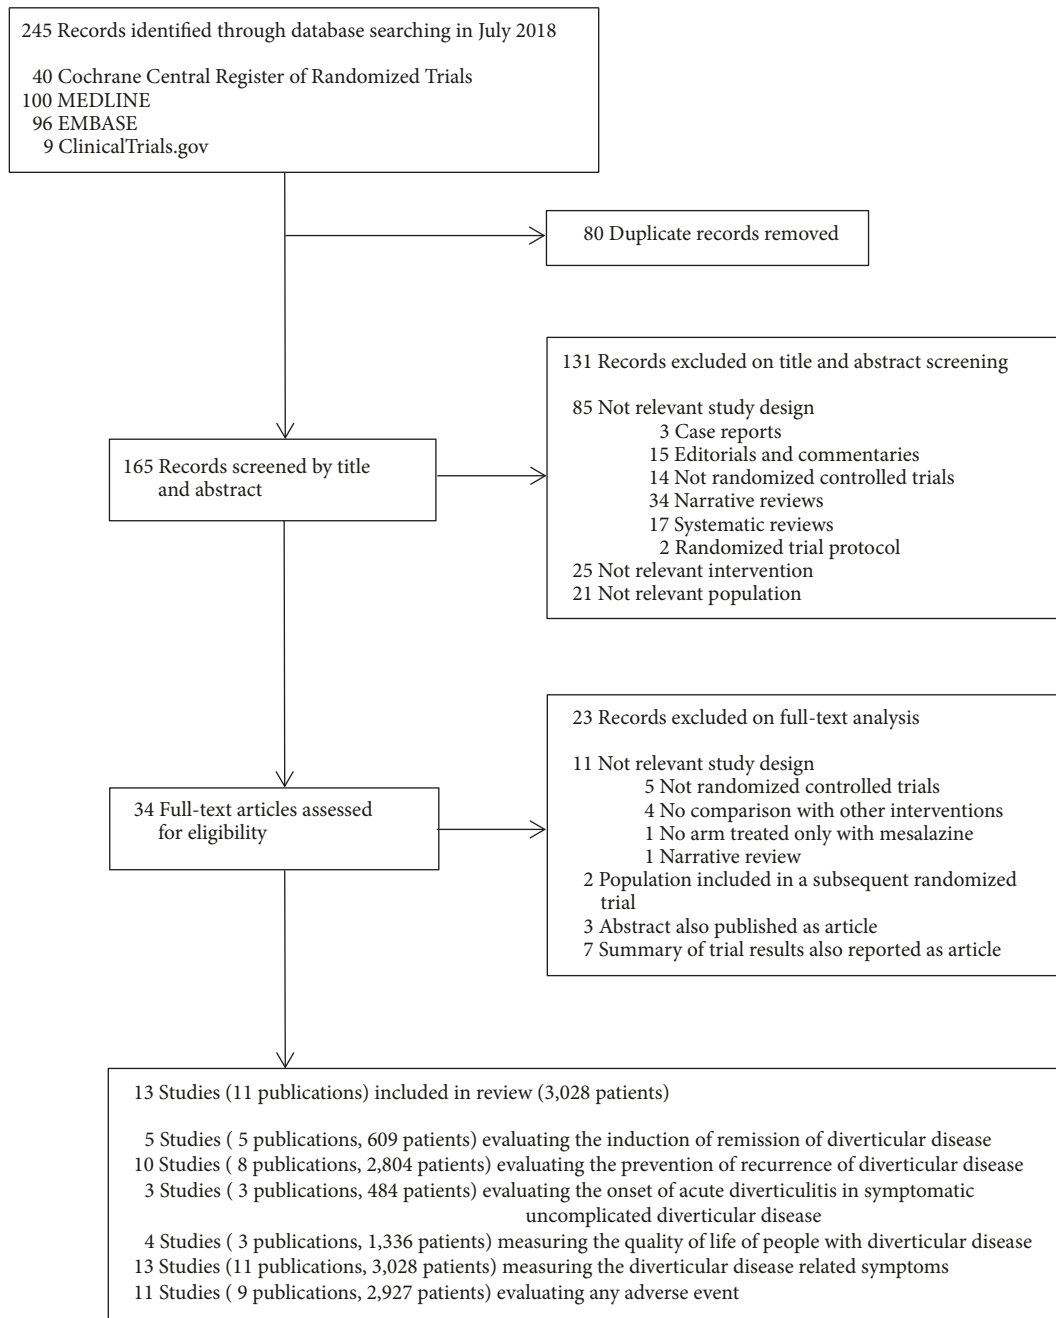 245 Records identified through database searching in July 2018
40 Cochrane Central Register of Randomized Trials
100 MEDLINE
96 EMBASE
9 ClinicalTrials.gov
80 Duplicate records removed
131 Records excluded on title and abstract screening
85 Not relevant study design
3 Case reports
15 Editorials and commentaries
14 Not randomized controlled trials
34 Narrative reviews
17 Systematic reviews
2 Randomized trial protocol
25 Not relevant intervention
21 Not relevant population
165 Records screened by title
and abstract
23 Records excluded on full-text analysis
11 Not relevant study design
5 Not randomized controlled trials
4 No comparison with other interventions
1 No arm treated only with mesalazine
1 Narrative review
2 Population included in a subsequent randomized
trial
3 Abstract also published as article
7 Summary of trial results also reported as article
34 Full-text articles assessed
for eligibility
13 Studies (11 publications) included in review (3,028 patients)
5 Studies ( 5 publications, 609 patients) evaluating the induction of remission of diverticular disease
10 Studies ( 8 publications, 2,804 patients) evaluating the prevention of recurrence of diverticular disease
3 Studies ( 3 publications, 484 patients) evaluating the onset of acute diverticulitis in symptomatic
uncomplicated diverticular disease
4 Studies ( 3 publications, 1,336 patients) measuring the quality of life of people with diverticular disease
13 Studies (11 publications, 3,028 patients) measuring the diverticular disease related symptoms
11 Studies ( 9 publications, 2,927 patients) evaluating any adverse event